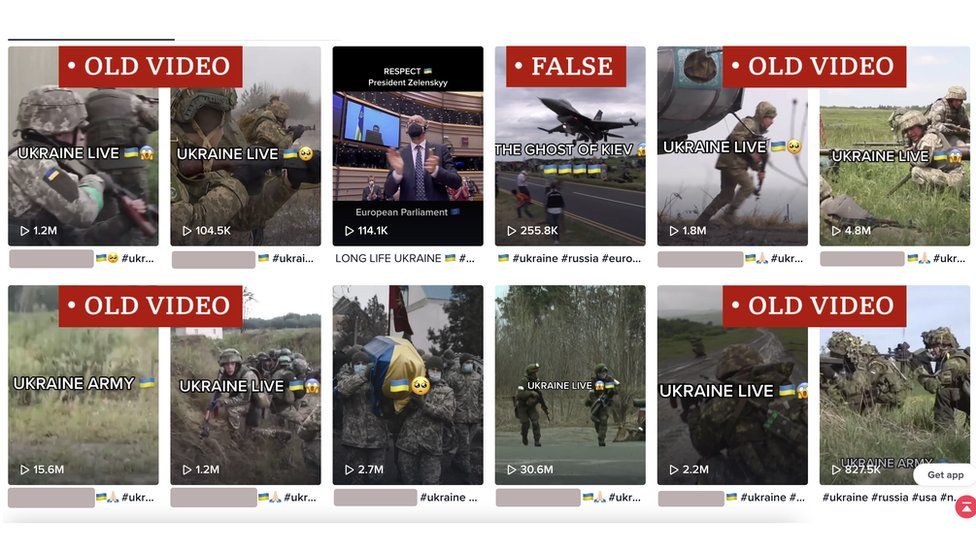 • OLD VIDEO
UKRAINE LIVE 🇺🇦😱
▷ 1.2M
🇺🇦🥺 #ukr...
UKRAINE LIVE 🇺🇦🥺
▷ 104.5K
🇺🇦 #ukrai...
RESPECT 🇺🇦
President Zelenskyy
European Parliament 🇪🇺
▷ 114.1K
LONG LIFE UKRAINE 🇺🇦 #...
• FALSE
THE GHOST OF KIEV 😱
🇺🇦🇺🇦🇺🇦🇺🇦
▷ 255.8K
🇺🇦 #ukraine #russia #euro...
• OLD VIDEO
UKRAINE LIVE 🇺🇦🥺
▷ 1.8M
🇺🇦🙏🏻 #ukr...
UKRAINE LIVE 🇺🇦😱
▷ 4.8M
🇺🇦🙏🏻 #ukr...
• OLD VIDEO
UKRAINE ARMY 🇺🇦
▷ 15.6M
🇺🇦🙏🏻 #ukr...
UKRAINE LIVE 🇺🇦😱
▷ 1.2M
🇺🇦🙏🏻 #ukr...
🇺🇦🥺
▷ 2.7M
#ukraine ...
UKRAINE LIVE 😱🇺🇦
▷ 30.6M
🇺🇦🙏🏻 #ukr...
• OLD VIDEO
UKRAINE LIVE 🇺🇦😱
▷ 2.2M
🇺🇦 #ukraine #...
UKRAINE ARMY 🇺🇦
▷ 827.5K
#ukraine #russia #usa #n...
Get app